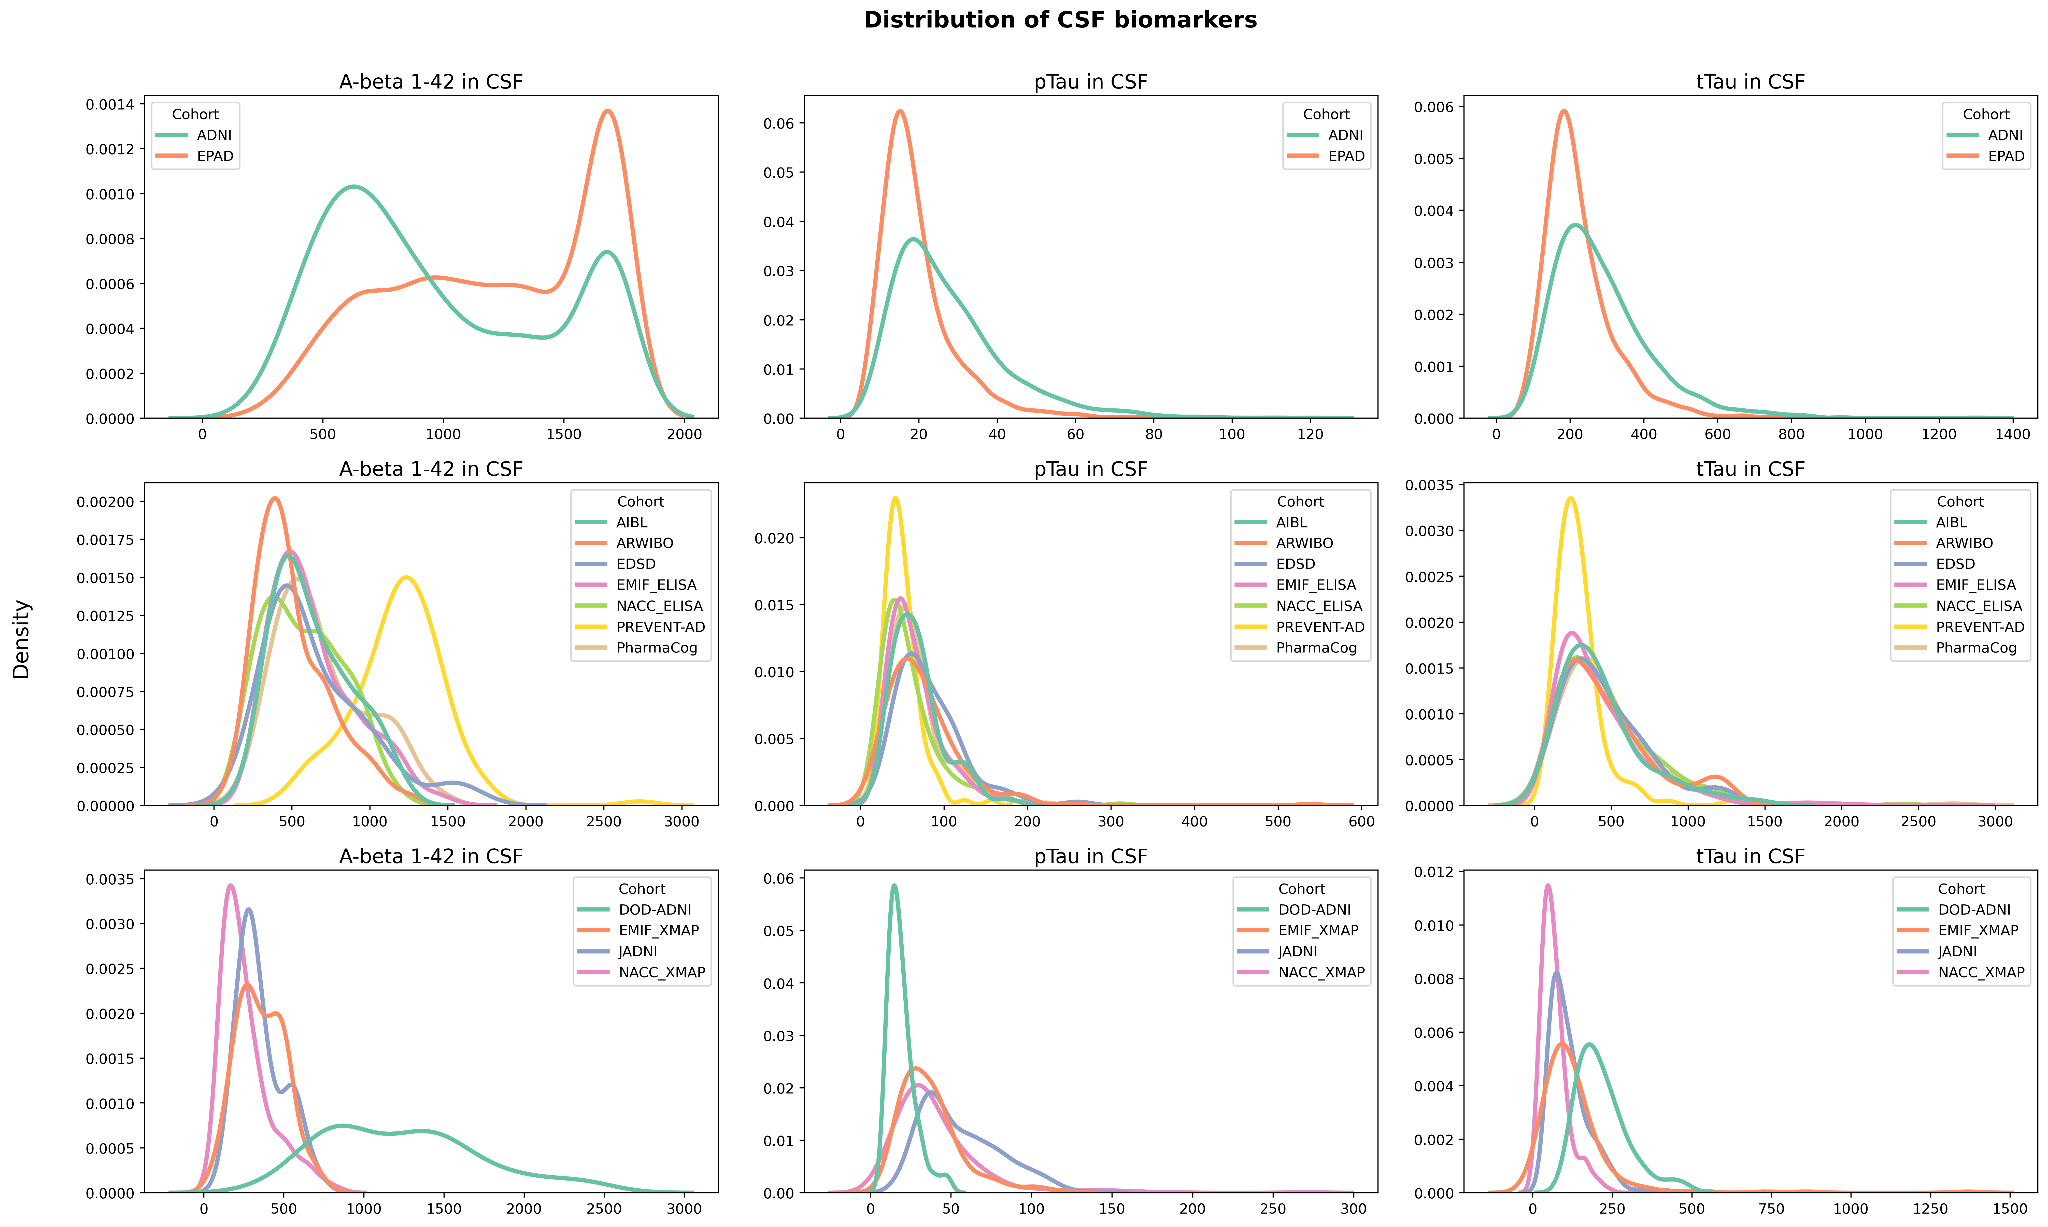 Distribution of CSF biomarkers
A-beta 1-42 in CSF
pTau in CSF
tTau in CSF
0.0014
0.0012
0.0010
0.0008
0.0006
0.0004
0.0002
0.0000
Cohort
ADNI
EPAD
0 500 1000 1500 2000
0.06
0.05
0.04
0.03
0.02
0.01
0.00
Cohort
ADNI
EPAD
0 20 40 60 80 100 120
0.006
0.005
0.004
0.003
0.002
0.001
0.000
Cohort
ADNI
EPAD
0 200 400 600 800 1000 1200 1400
Density
A-beta 1-42 in CSF
pTau in CSF
tTau in CSF
0.00200
0.00175
0.00150
0.00125
0.00100
0.00075
0.00050
0.00025
0.00000
Cohort
AIBL
ARWIBO
EDSD
EMIF_ELISA
NACC_ELISA
PREVENT-AD
PharmaCog
0 500 1000 1500 2000 2500 3000
0.020
0.015
0.010
0.005
0.000
Cohort
AIBL
ARWIBO
EDSD
EMIF_ELISA
NACC_ELISA
PREVENT-AD
PharmaCog
0 100 200 300 400 500 600
0.0035
0.0030
0.0025
0.0020
0.0015
0.0010
0.0005
0.0000
Cohort
AIBL
ARWIBO
EDSD
EMIF_ELISA
NACC_ELISA
PREVENT-AD
PharmaCog
0 500 1000 1500 2000 2500 3000
A-beta 1-42 in CSF
pTau in CSF
tTau in CSF
0.0035
0.0030
0.0025
0.0020
0.0015
0.0010
0.0005
0.0000
Cohort
DOD-ADNI
EMIF_XMAP
JADNI
NACC_XMAP
0 500 1000 1500 2000 2500 3000
0.06
0.05
0.04
0.03
0.02
0.01
0.00
Cohort
DOD-ADNI
EMIF_XMAP
JADNI
NACC_XMAP
0 50 100 150 200 250 300
0.012
0.010
0.008
0.006
0.004
0.002
0.000
Cohort
DOD-ADNI
EMIF_XMAP
JADNI
NACC_XMAP
0 250 500 750 1000 1250 1500